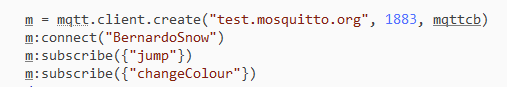 m = mqtt.client.create("test.mosquitto.org", 1883, mqttcb)
m:connect("BernardoSnow")
m:subscribe({"jump"})
m:subscribe({"changeColour"})